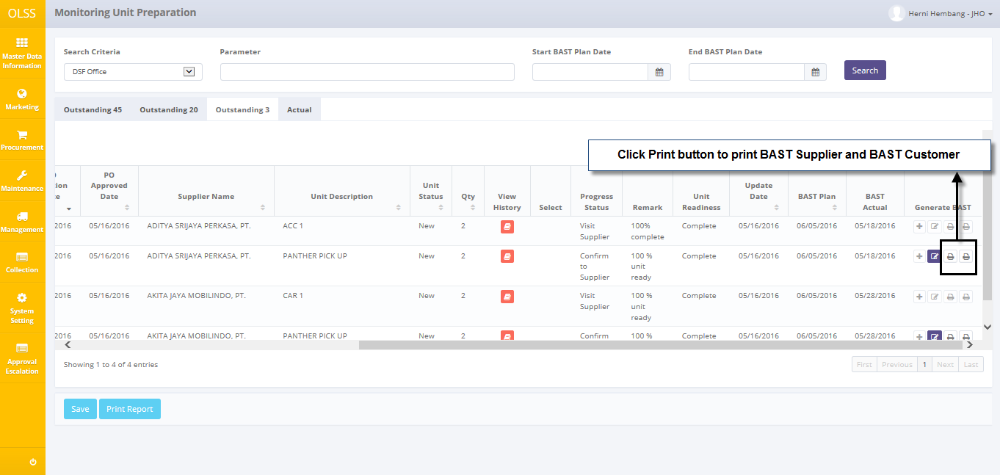 OLSS
Monitoring Unit Preparation
Herni Hembang - JHO
Master Data
Information
Marketing
Procurement
Maintenance
Management
Collection
System
Setting
Approval
Escalation
Search Criteria
Parameter
Start BAST Plan Date
End BAST Plan Date
DSF Office
Search
Outstanding 45
Outstanding 20
Outstanding 3
Actual
Click Print button to print BAST Supplier and BAST Customer
PO
Approved
Date
Supplier Name
Unit Description
Unit
Status
Qty
View
History
Select
Progress
Status
Remark
Unit
Readiness
Update
Date
BAST Plan
BAST
Actual
Generate BAST
2016 05/16/2016 ADITYA SRIJAYA PERKASA, PT. ACC 1 New 2 Visit 100% Complete 05/16/2016 06/05/2016 05/18/2016
Supplier complete
2016 05/16/2016 ADITYA SRIJAYA PERKASA, PT. PANTHER PICK UP New 2 Confirm 100 % Complete 05/16/2016 06/05/2016 05/18/2016
to unit
Supplier ready
2016 05/16/2016 AKITA JAYA MOBILINDO, PT. CAR 1 New 2 Visit 100 % Complete 05/16/2016 06/05/2016 05/28/2016
Supplier unit
ready
2016 05/16/2016 AKITA JAYA MOBILINDO, PT. PANTHER PICK UP New 2 Confirm 100 % Complete 05/16/2016 06/05/2016 05/28/2016
Showing 1 to 4 of 4 entries
First Previous 1 Next Last
Save
Print Report